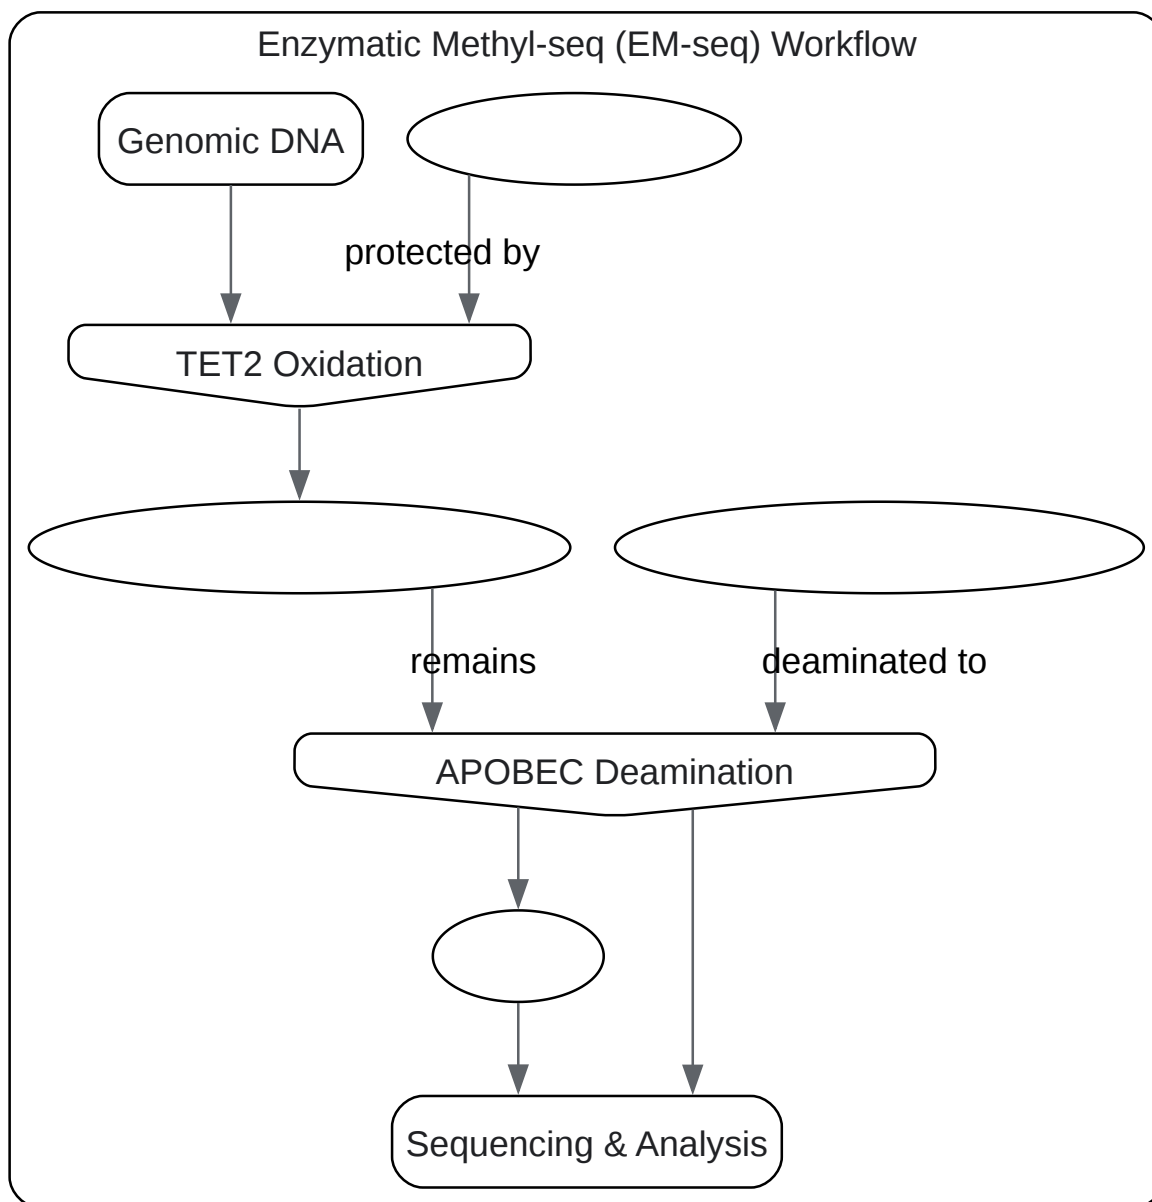 Enzymatic Methyl-seq (EM-seq) Workflow
Genomic DNA
protected by
TET2 Oxidation
remains
deaminated to
APOBEC Deamination
Sequencing & Analysis